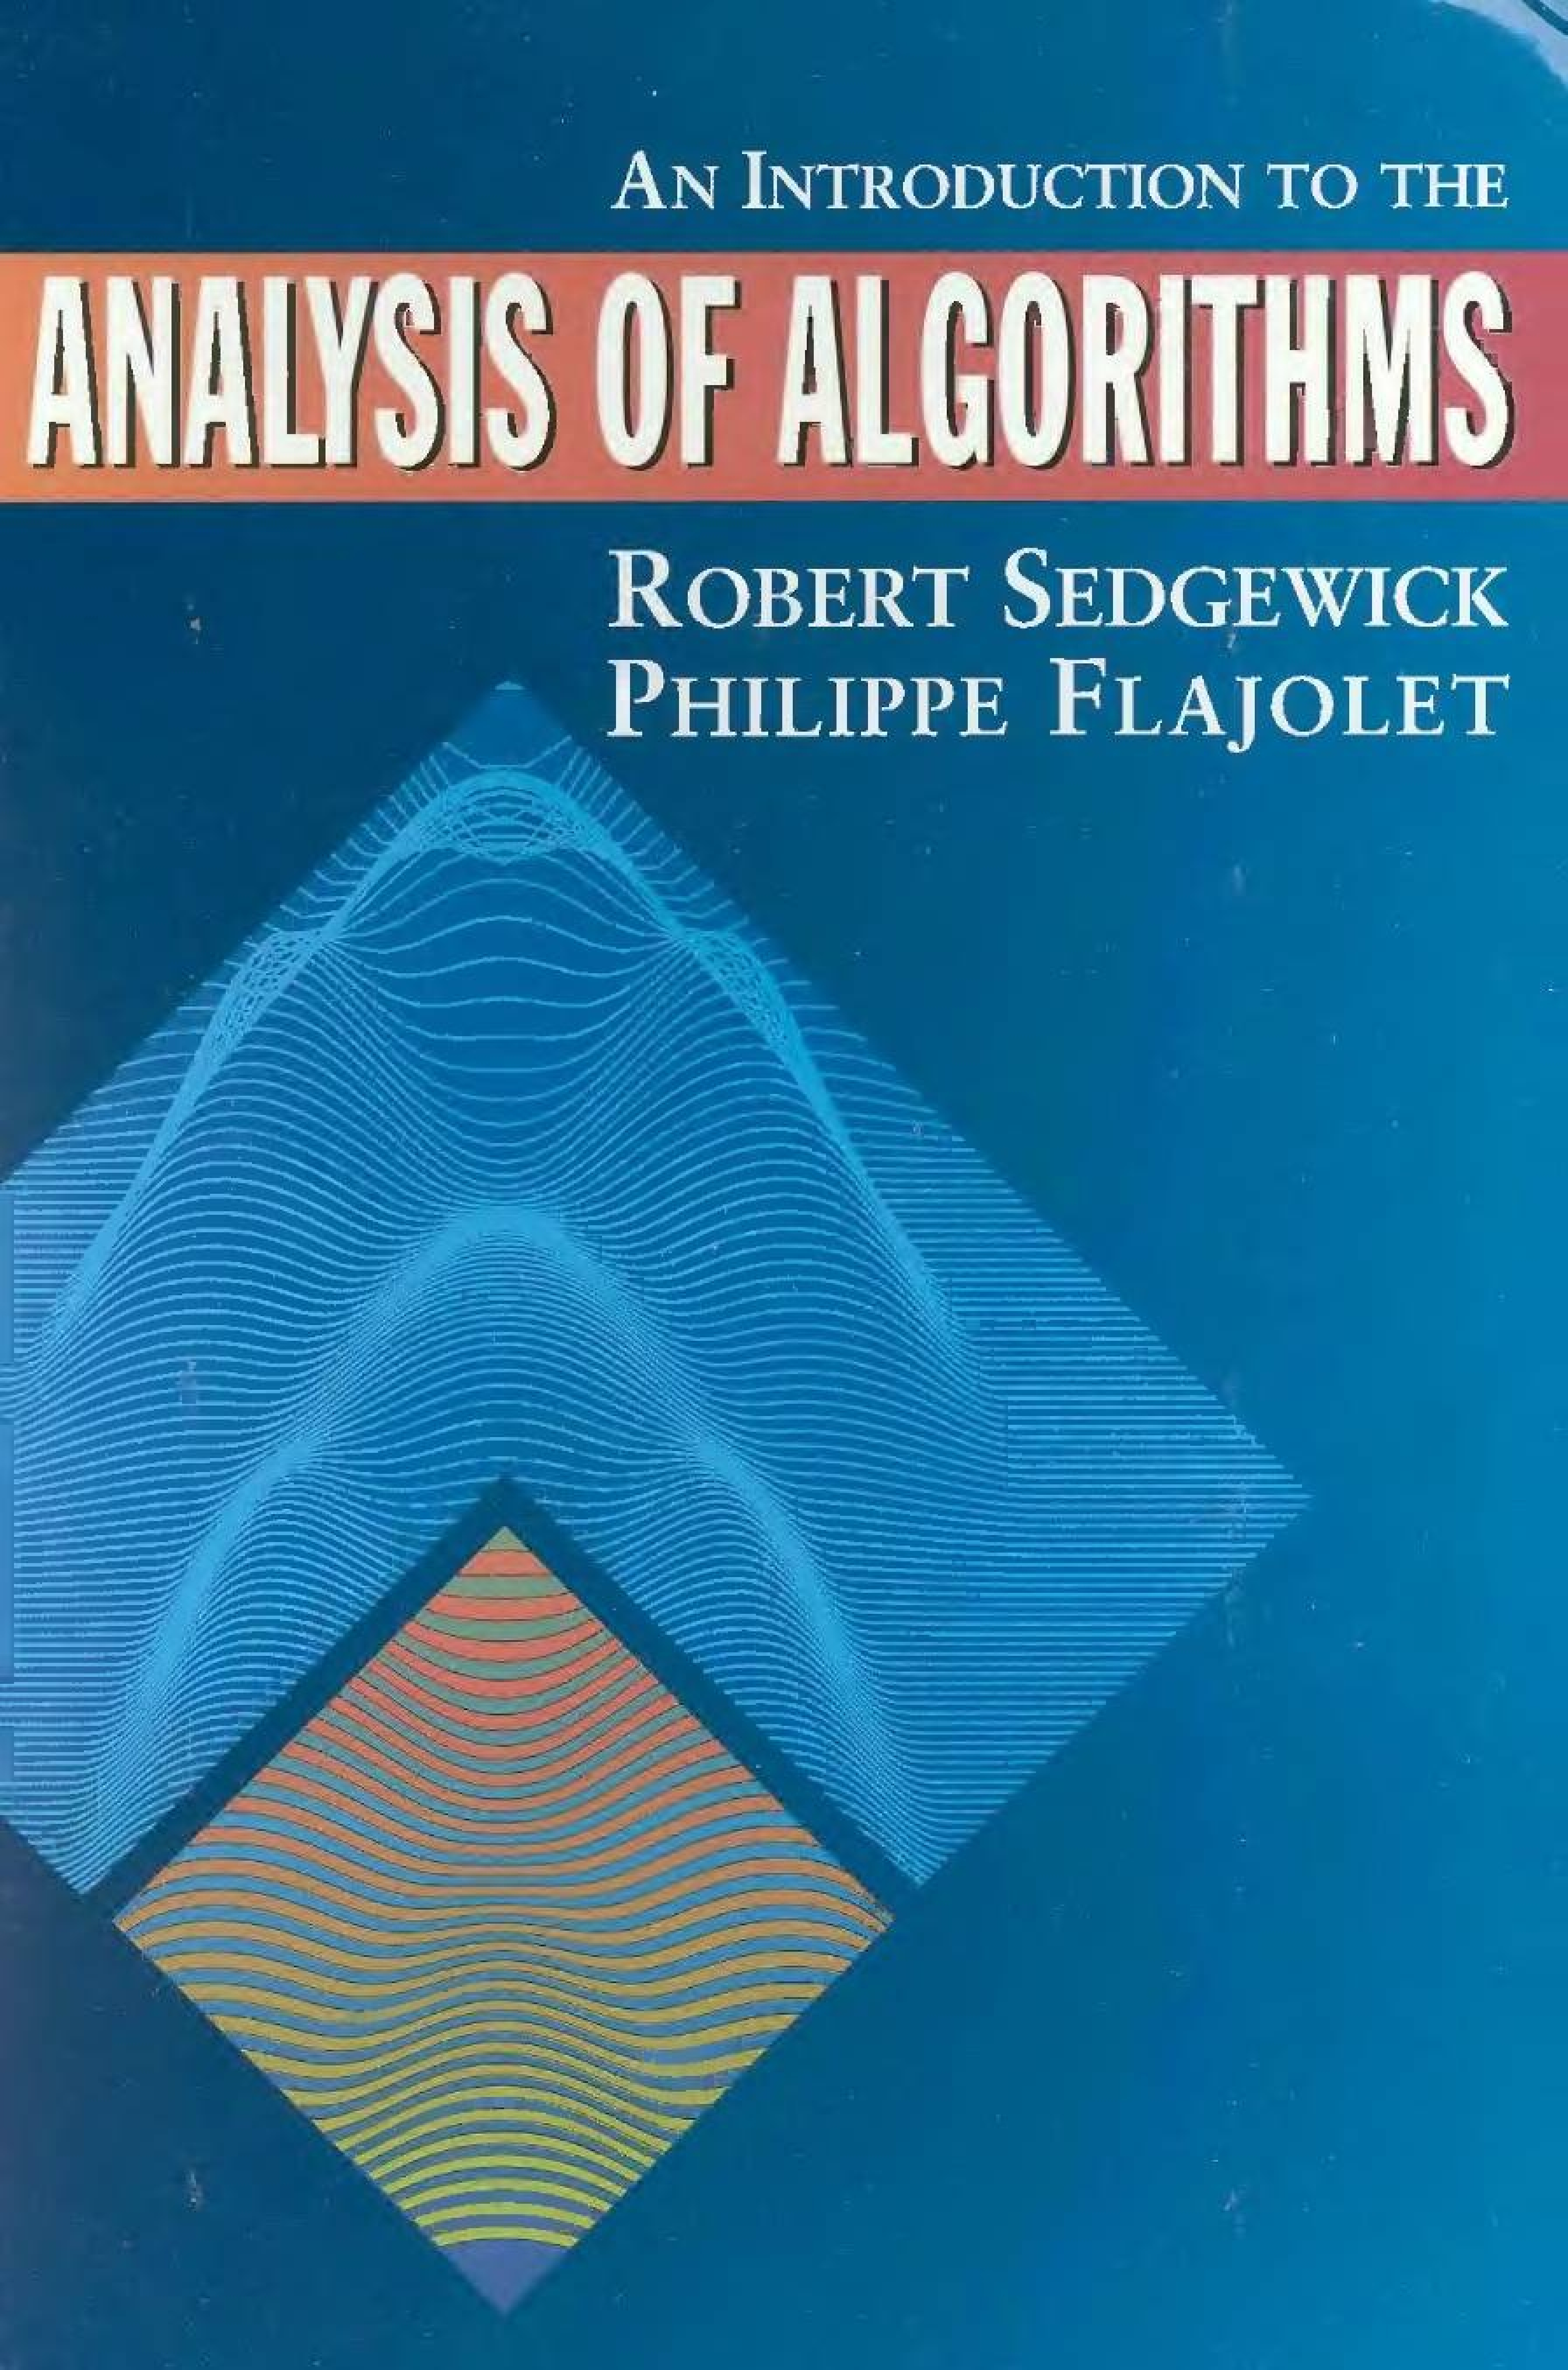 AN INTRODUCTION TO THE
ANALYSIS OF ALGORITHMS
ROBERT SEDGEWICK
PHILIPPE FLAJOLET